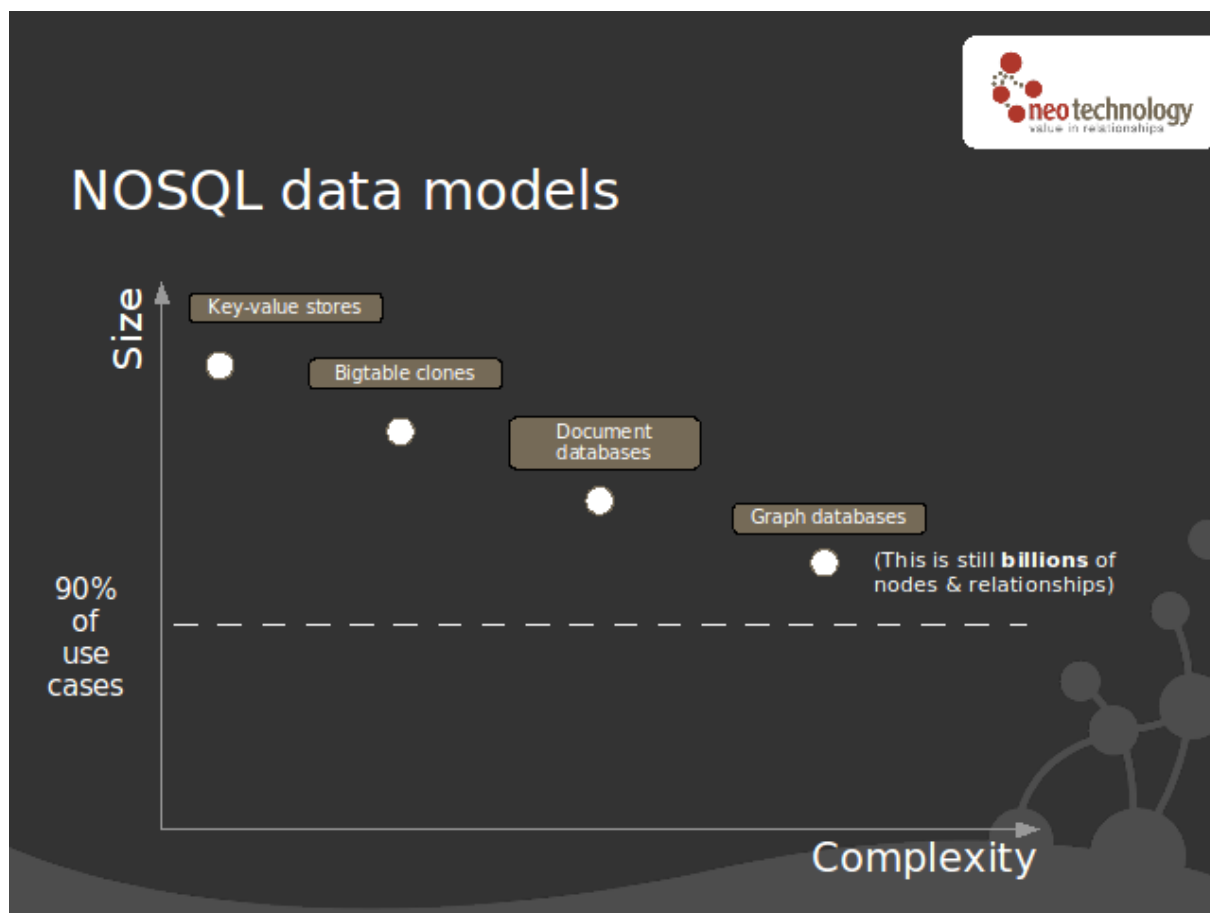 neo technology
value in relationships
NOSQL data models
Size
Key-value stores
Bigtable clones
Document
databases
Graph databases
(This is still billions of
nodes & relationships)
90%
of
use
cases
Complexity